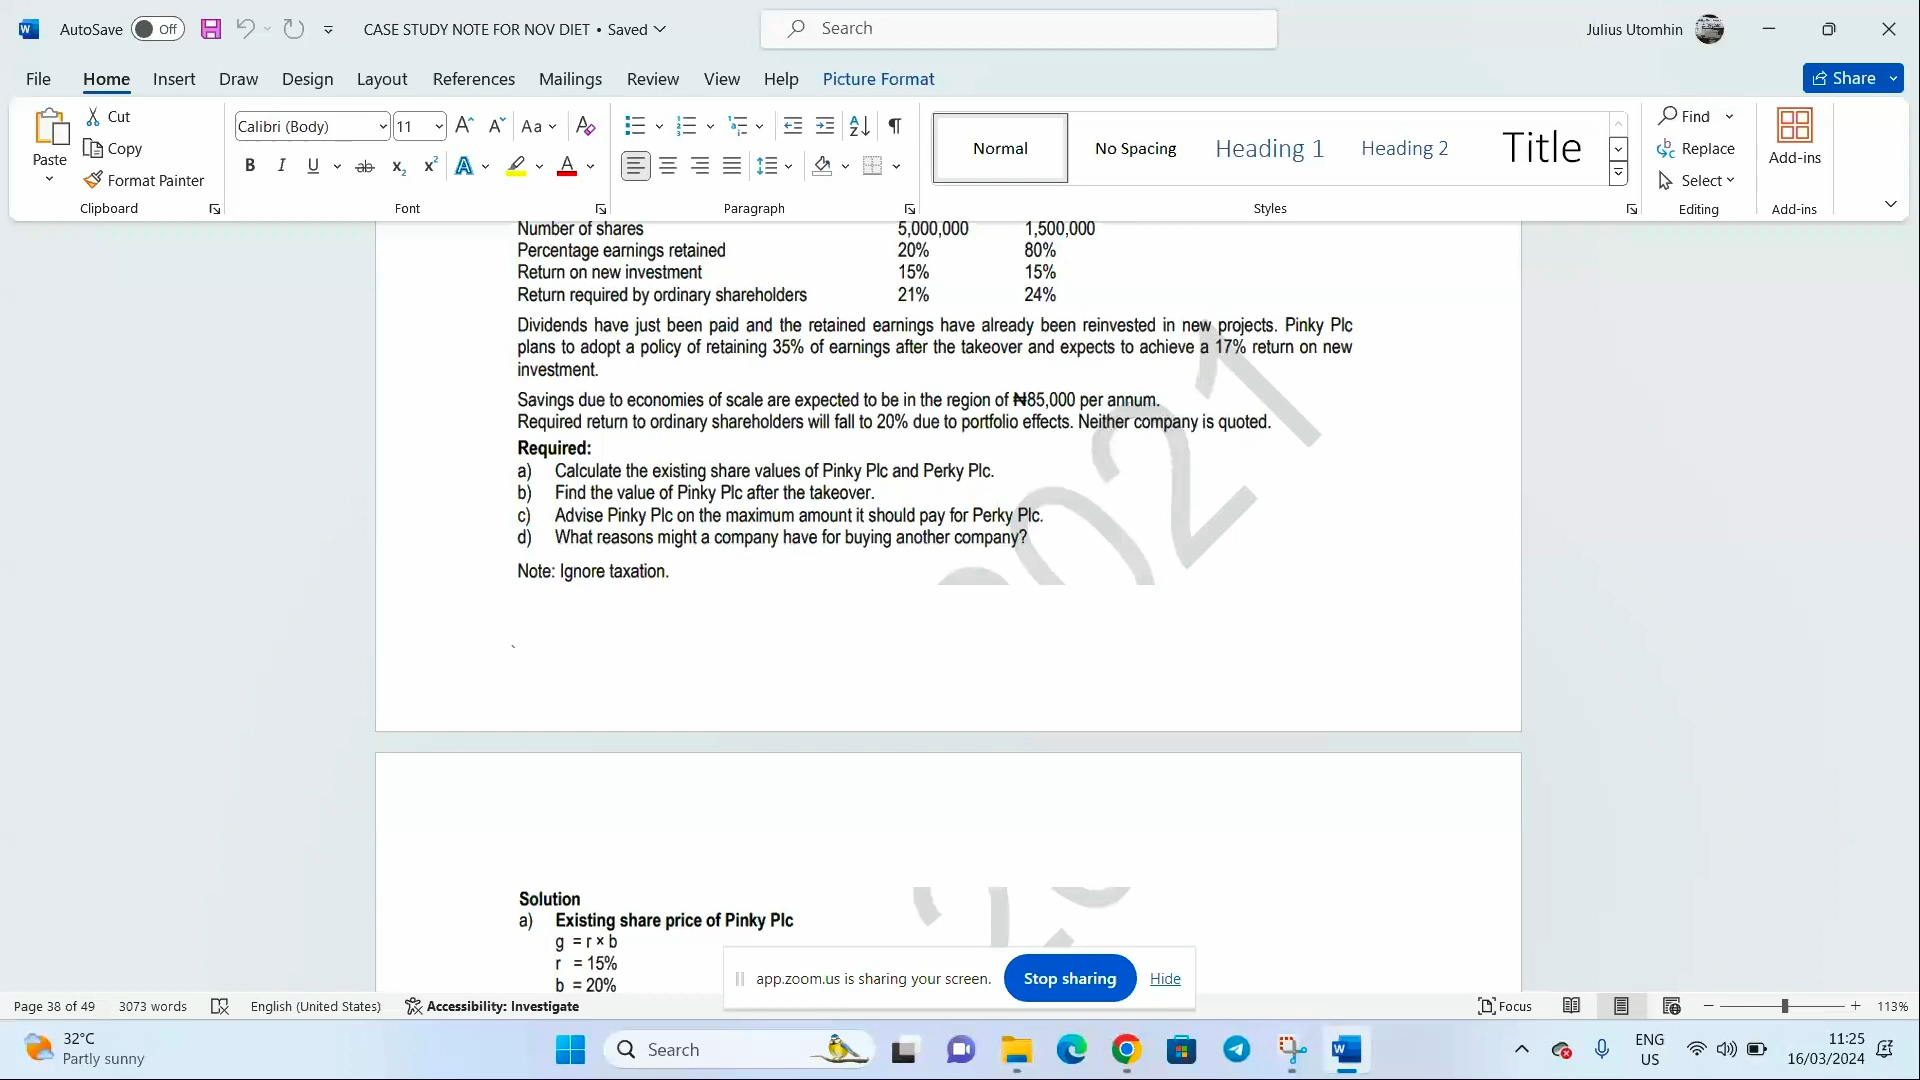 AutoSave Off CASE STUDY NOTE FOR NOV DIET • Saved Search Julius Utomhin
File Home Insert Draw Design Layout References Mailings Review View Help Picture Format Share
Paste Cut Copy Format Painter Clipboard
Calibri (Body) 11 Aa Font
Paragraph
Normal No Spacing Heading 1 Heading 2 Title Styles
Find Replace Select Editing
Add-ins Add-ins
Number of shares 5,000,000 1,500,000
Percentage earnings retained 20% 80%
Return on new investment 15% 15%
Return required by ordinary shareholders 21% 24%
Dividends have just been paid and the retained earnings have already been reinvested in new projects. Pinky Plc
plans to adopt a policy of retaining 35% of earnings after the takeover and expects to achieve a 17% return on new
investment.
Savings due to economies of scale are expected to be in the region of ₦85,000 per annum.
Required return to ordinary shareholders will fall to 20% due to portfolio effects. Neither company is quoted.
Required:
a) Calculate the existing share values of Pinky Plc and Perky Plc.
b) Find the value of Pinky Plc after the takeover.
c) Advise Pinky Plc on the maximum amount it should pay for Perky Plc.
d) What reasons might a company have for buying another company?
Note: Ignore taxation.
2021
Solution
a) Existing share price of Pinky Plc
g = r × b
r = 15%
b = 20%
app.zoom.us is sharing your screen. Stop sharing Hide
Page 38 of 49 3073 words English (United States) Accessibility: Investigate Focus 113%
32°C
Partly sunny
Search
ENG
US
11:25
16/03/2024